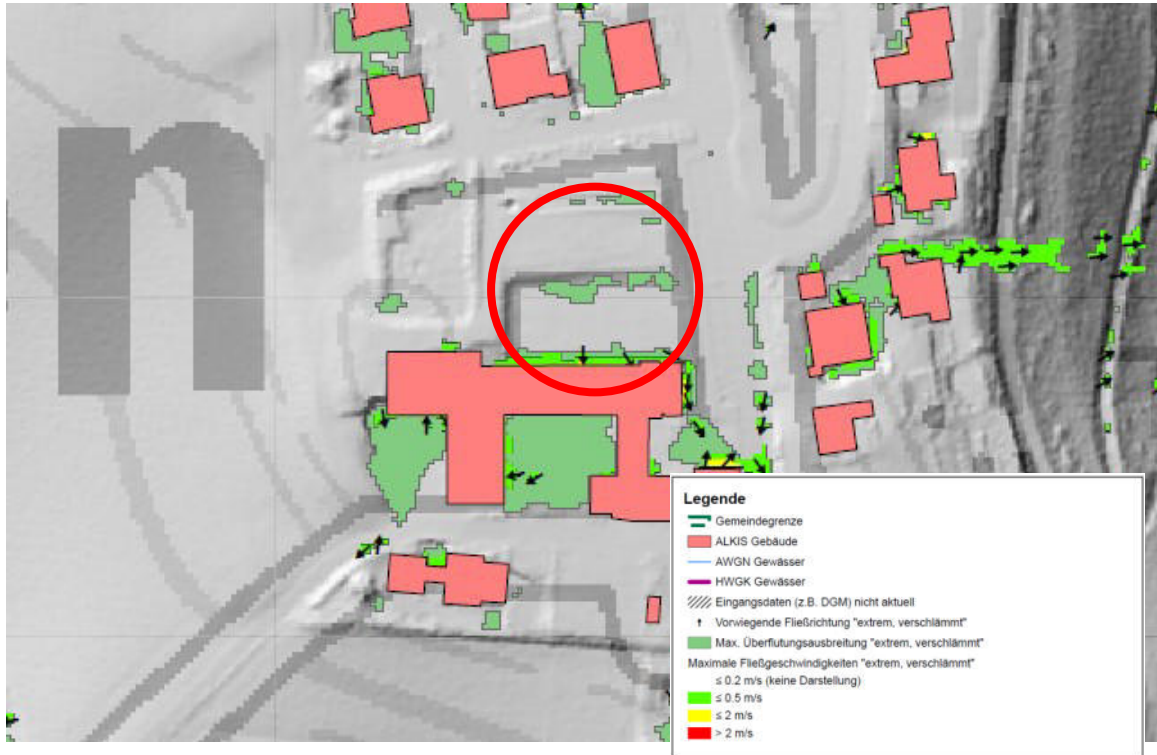 n
Legende
Gemeindegrenze
ALKIS Gebäude
AWGN Gewässer
HWGK Gewässer
Eingangsdaten (z.B. DGM) nicht aktuell
Vorwiegende Fließrichtung "extrem, verschlämmt"
Max. Überflutungsausbreitung "extrem, verschlämmt"
Maximale Fließgeschwindigkeiten "extrem, verschlämmt"
≤ 0.2 m/s (keine Darstellung)
≤ 0.5 m/s
≤ 2 m/s
> 2 m/s